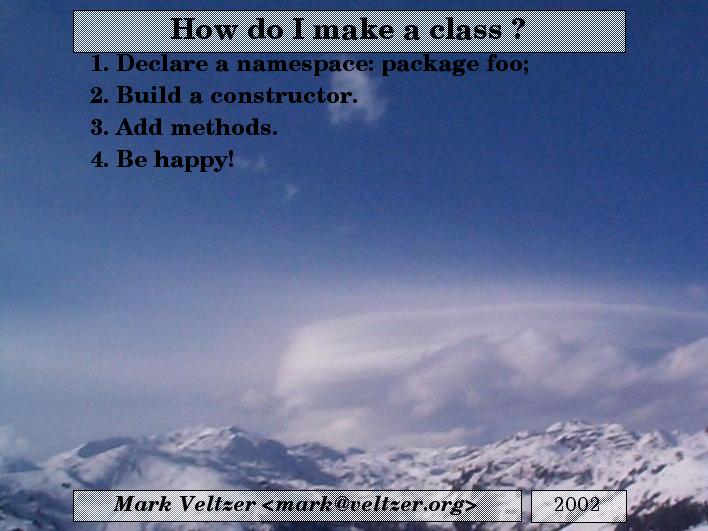 How do I make a class ?
1. Declare a namespace: package foo;
2. Build a constructor.
3. Add methods.
4. Be happy!
Mark Veltzer <mark@veltzer.org>
2002